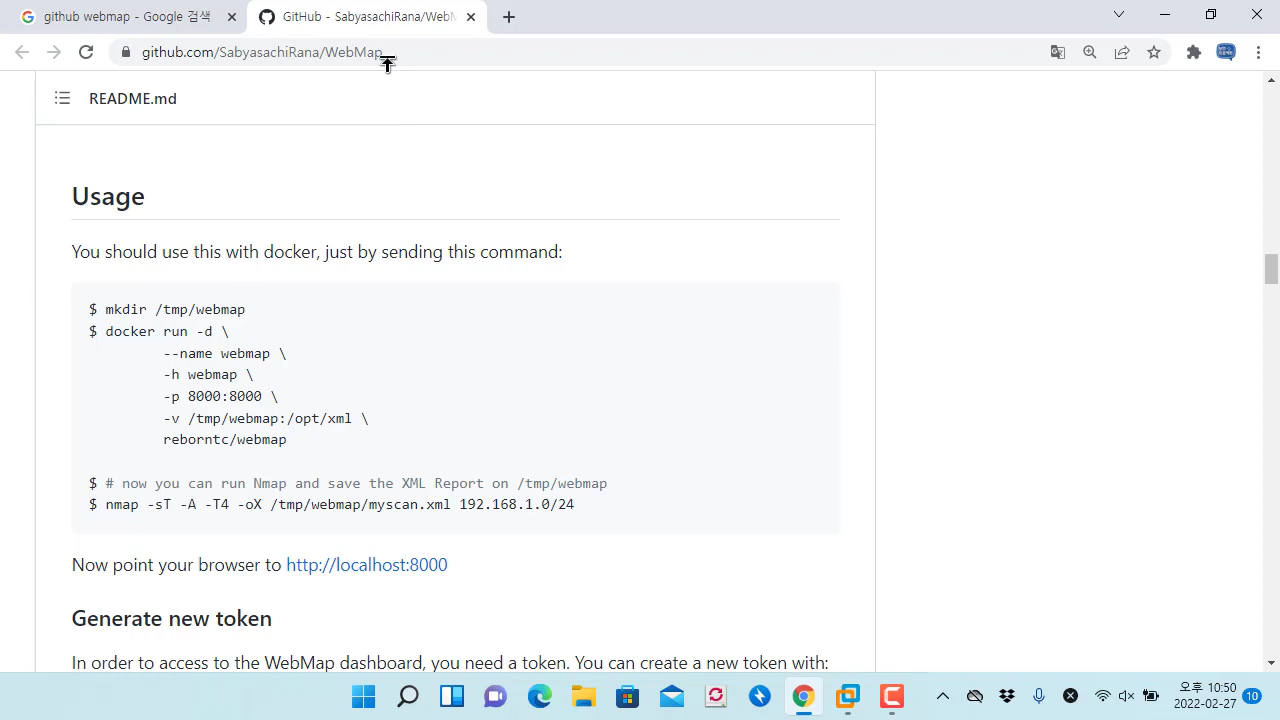 github webmap - Google 검색
GitHub - SabyasachiRana/WebM
github.com/SabyasachiRana/WebMap
README.md
Usage
You should use this with docker, just by sending this command:
$ mkdir /tmp/webmap
$ docker run -d \
--name webmap \
-h webmap \
-p 8000:8000 \
-v /tmp/webmap:/opt/xml \
reborntc/webmap
$ # now you can run Nmap and save the XML Report on /tmp/webmap
$ nmap -sT -A -T4 -oX /tmp/webmap/myscan.xml 192.168.1.0/24
Now point your browser to http://localhost:8000
Generate new token
In order to access to the WebMap dashboard, you need a token. You can create a new token with:
오후 10:50
2022-02-27
10